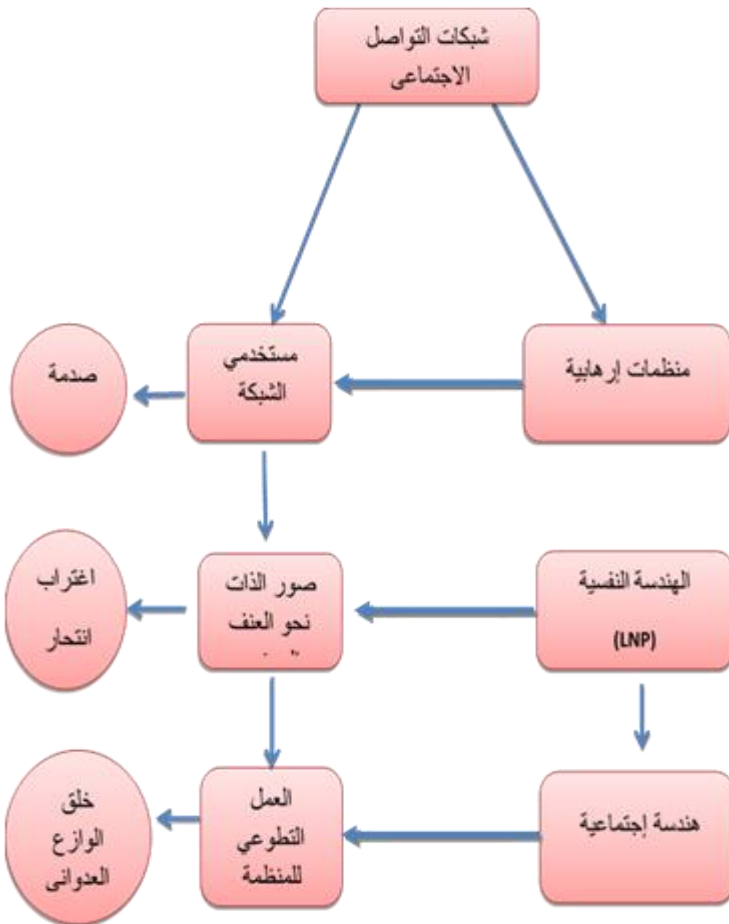 شبكات التواصل
الاجتماعى
منظمات إرهابية
مستخدمي
الشبكة
صدمة
الهندسة النفسية
(LNP)
صور الذات
نحو العنف
اغتراب
انتحار
هندسة إجتماعية
العمل
التطوعي
للمنظمة
خلق
الوازع
العدوانى